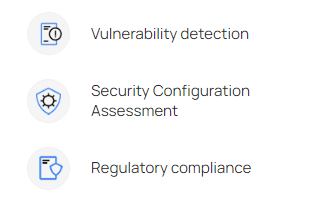 Vulnerability detection
Security Configuration
Assessment
Regulatory compliance